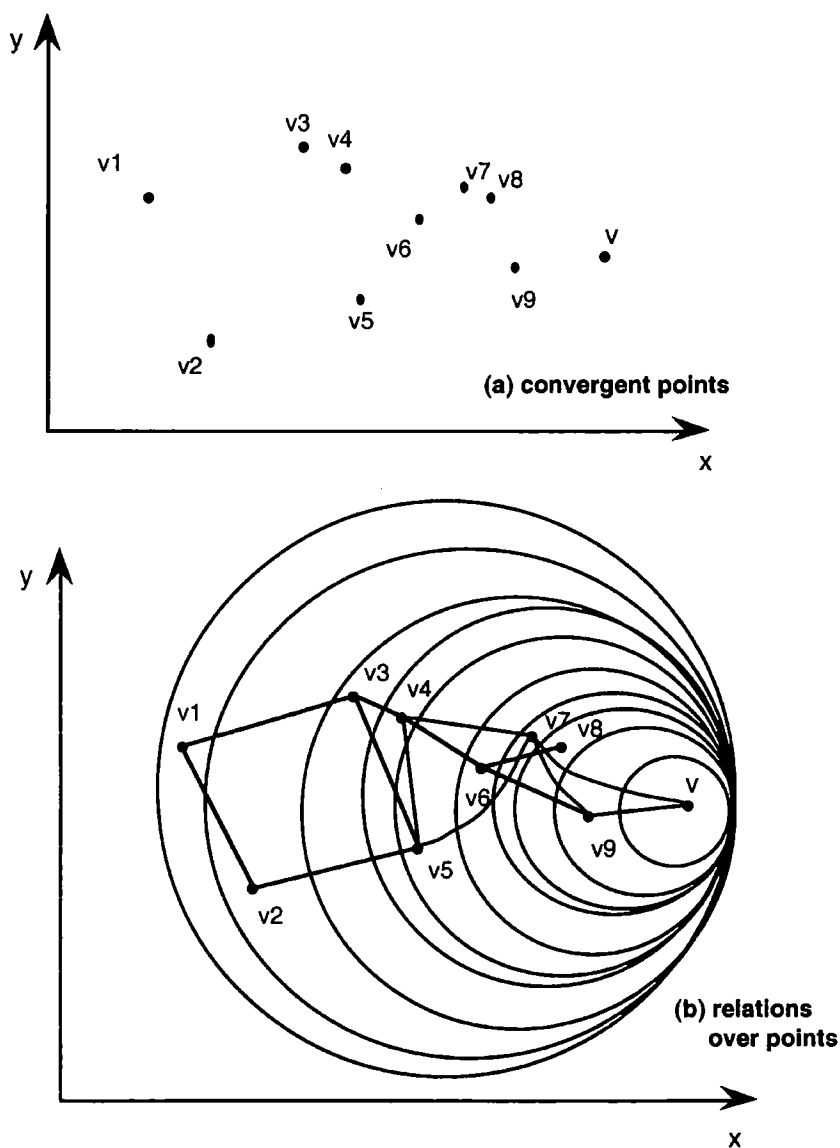 y
v3
v4
v1
v7
v8
v6
v
v9
v5
v2
(a) convergent points
x
y
v3
v4
v1
v7
v8
v6
v
v9
v5
v2
(b) relations
over points
x